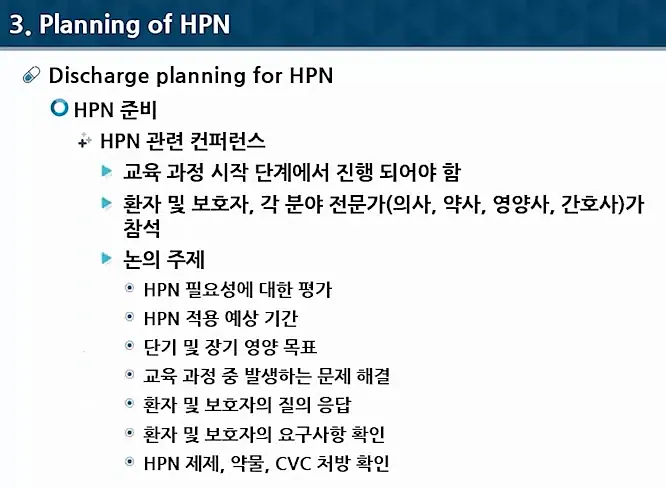 3. Planning of HPN
Discharge planning for HPN
HPN 준비
HPN 관련 컨퍼런스
교육 과정 시작 단계에서 진행 되어야 함
환자 및 보호자, 각 분야 전문가(의사, 약사, 영양사, 간호사)가
참석
논의 주제
HPN 필요성에 대한 평가
HPN 적용 예상 기간
단기 및 장기 영양 목표
교육 과정 중 발생하는 문제 해결
환자 및 보호자의 질의 응답
환자 및 보호자의 요구사항 확인
HPN 제제, 약물, CVC 처방 확인